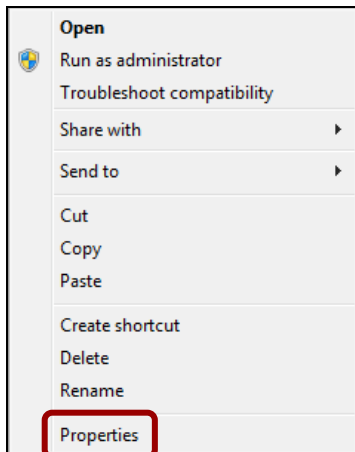 Open
Run as administrator
Troubleshoot compatibility
Share with
Send to
Cut
Copy
Paste
Create shortcut
Delete
Rename
Properties